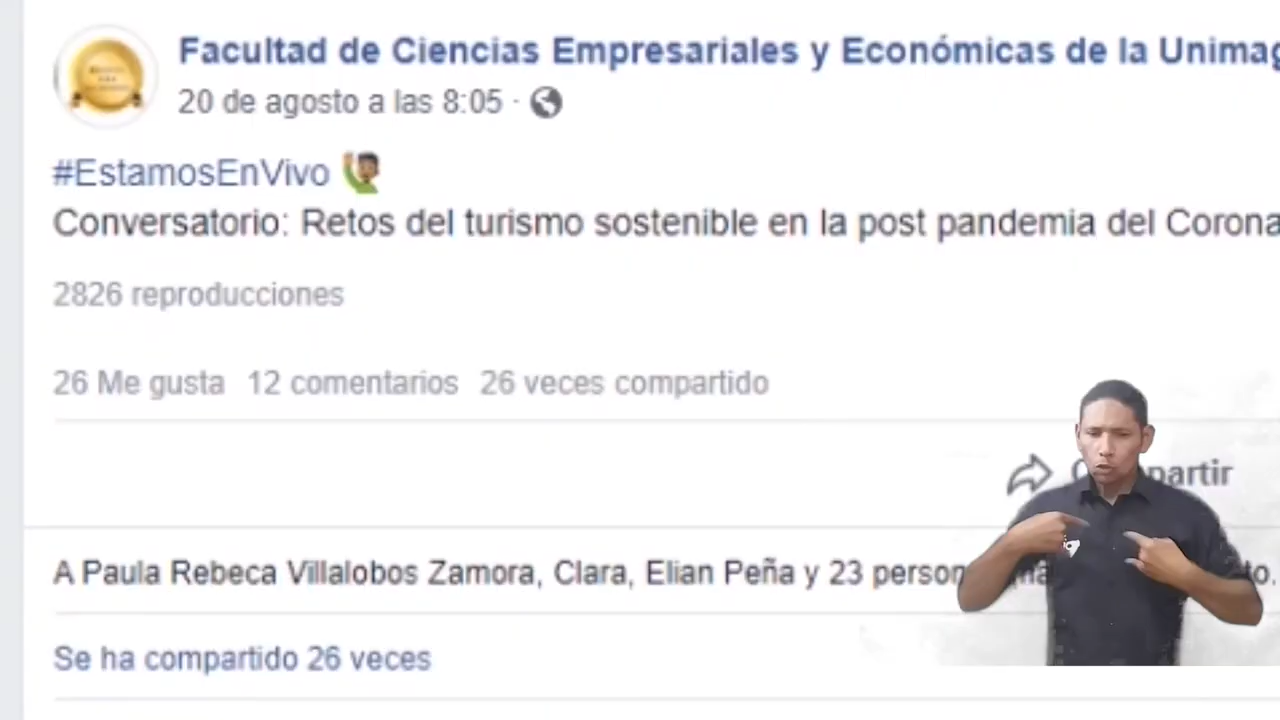 Facultad de Ciencias Empresariales y Económicas de la Unimag
20 de agosto a las 8:05 ·
#EstamosEnVivo
Conversatorio: Retos del turismo sostenible en la post pandemia del Corona
2826 reproducciones
26 Me gusta 12 comentarios 26 veces compartido
A Paula Rebeca Villalobos Zamora, Clara, Elian Peña y 23
Se ha compartido 26 veces